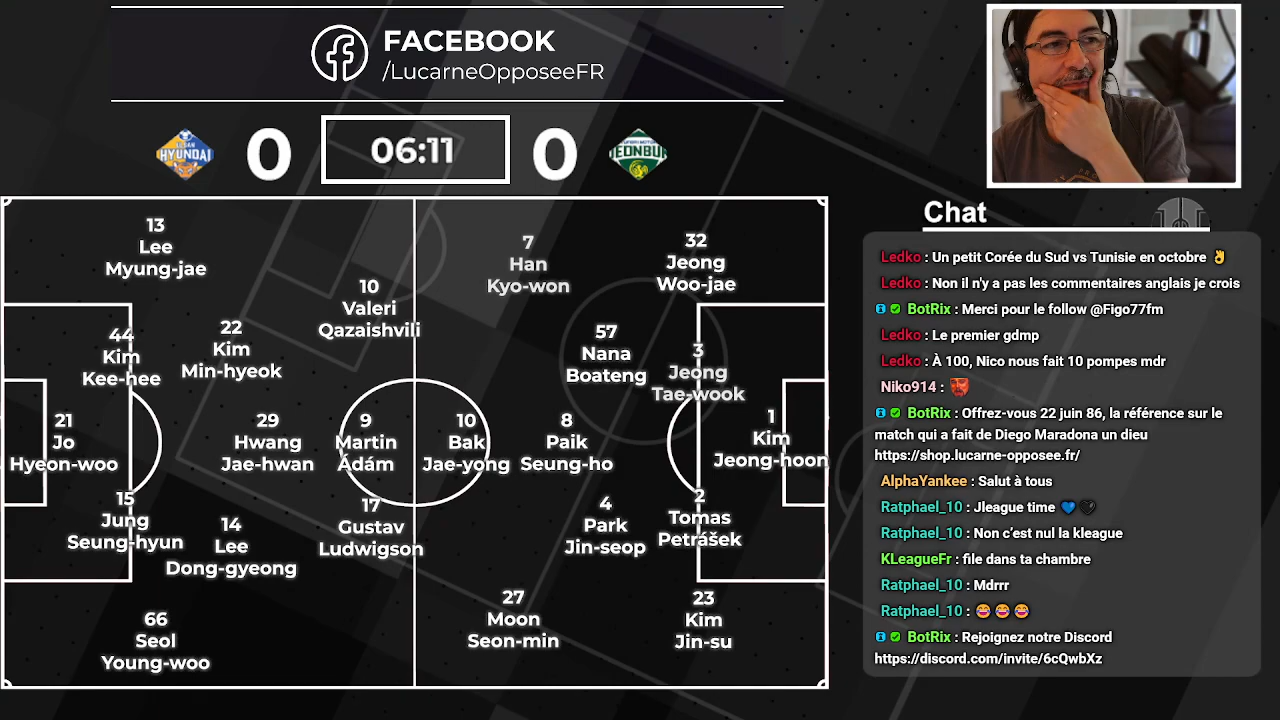 FACEBOOK
/LucarneOpposeeFR
HYUNDAI
0
06:11
0
13
Lee
Myung-jae
44
Kim
Kee-hee
22
Kim
Min-hyeok
10
Valeri
Qazaishvili
21
Jo
Hyeon-woo
29
Hwang
Jae-hwan
9
Martin
Ádám
15
Jung
Seung-hyun
14
Lee
Dong-gyeong
17
Gustav
Ludwigson
66
Seol
Young-woo
7
Han
Kyo-won
32
Jeong
Woo-jae
57
Nana
Boateng
3
Jeong
Tae-wook
10
Bak
Jae-yong
8
Paik
Seung-ho
1
Kim
Jeong-hoon
4
Park
Jin-seop
2
Tomas
Petrášek
27
Moon
Seon-min
23
Kim
Jin-su
Chat
Ledko : Un petit Corée du Sud vs Tunisie en octobre 👌
Ledko : Non il n'y a pas les commentaires anglais je crois
BotRix : Merci pour le follow @Figo77fm
Ledko : Le premier gdmp
Ledko : À 100, Nico nous fait 10 pompes mdr
Niko914 : 👹
BotRix : Offrez-vous 22 juin 86, la référence sur le
match qui a fait de Diego Maradona un dieu
https://shop.lucarne-opposee.fr/
AlphaYankee : Salut à tous
Ratphael_10 : Jleague time 💙🖤
Ratphael_10 : Non c’est nul la kleague
KLeagueFr : file dans ta chambre
Ratphael_10 : Mdrrr
Ratphael_10 : 😂 😂 😂
BotRix : Rejoignez notre Discord
https://discord.com/invite/6cQwbXz